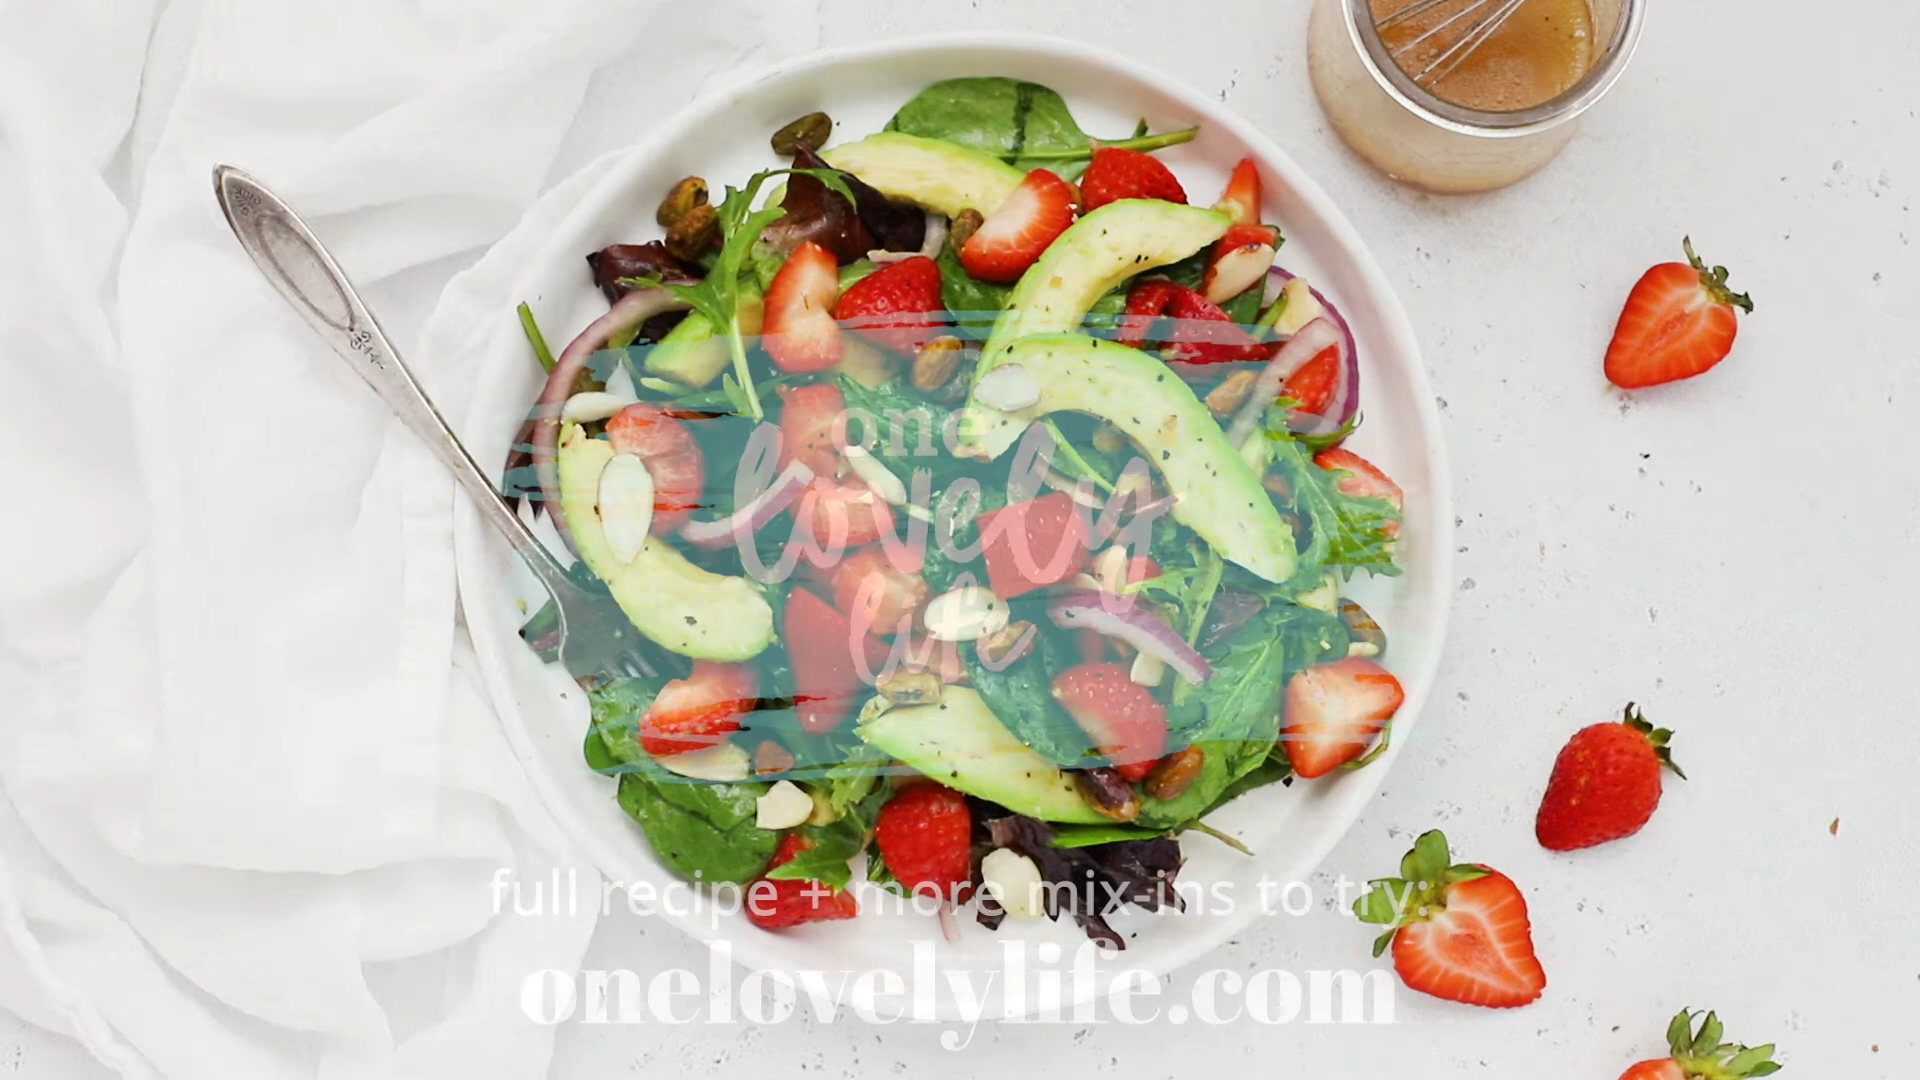 one
lovely
life
full recipe + more mix-ins to try:
onelovelylife.com